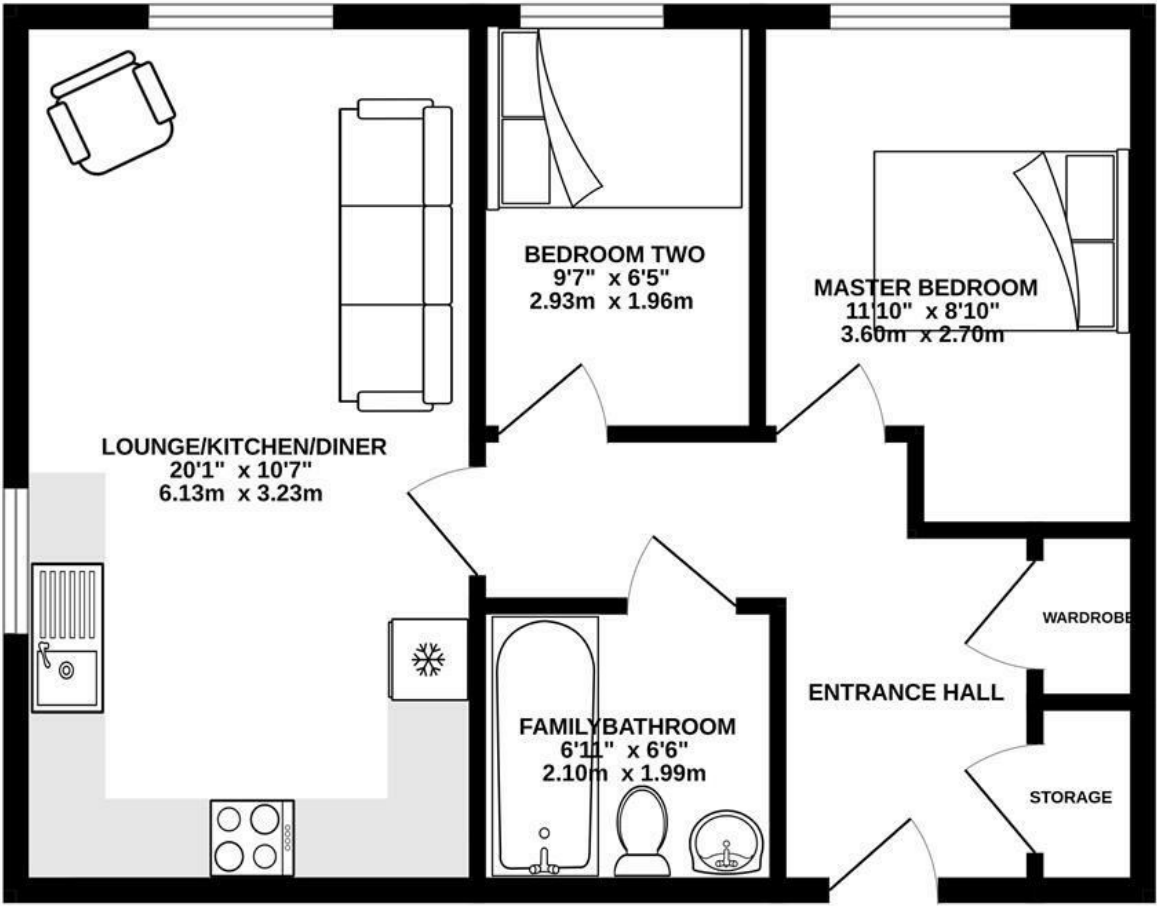 BEDROOM TWO
9'7" x 6'5"
2.93m x 1.96m
MASTER BEDROOM
11'10" x 8'10"
3.60m x 2.70m
LOUNGE/KITCHEN/DINER
20'1" x 10'7"
6.13m x 3.23m
WARDROBE
ENTRANCE HALL
FAMILYBATHROOM
6'11" x 6'6"
2.10m x 1.99m
STORAGE